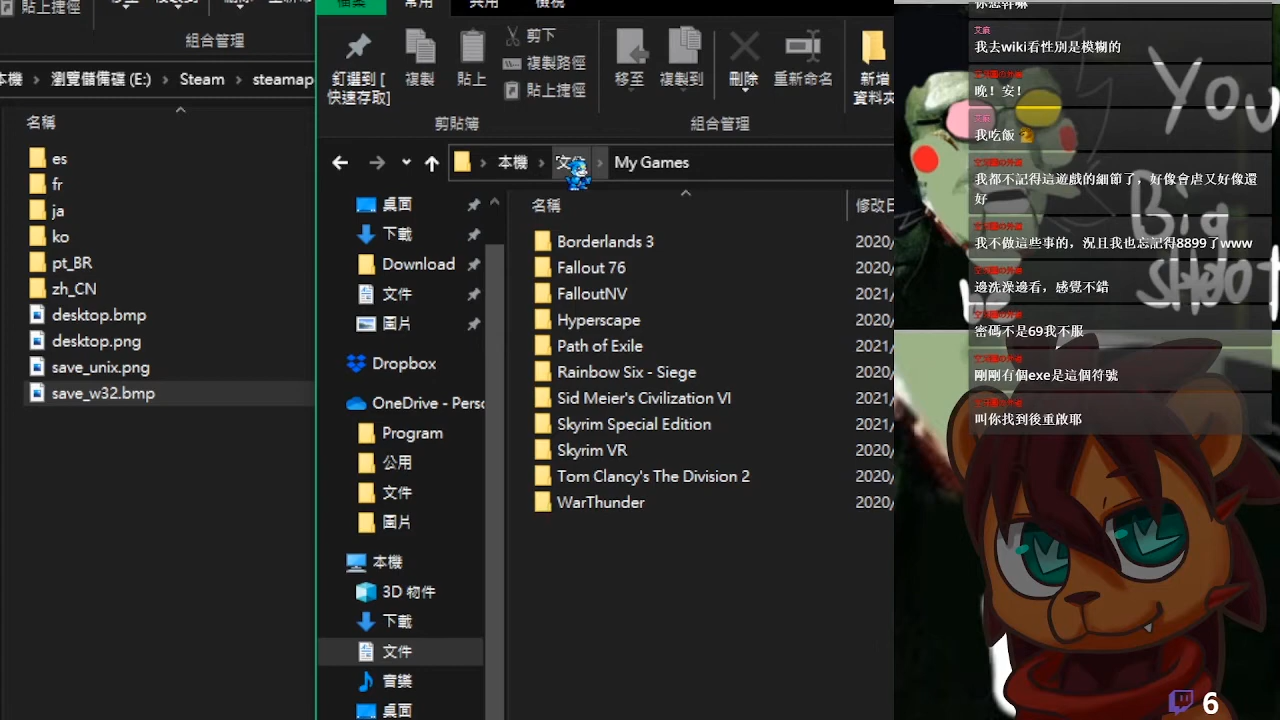 貼上捷徑
組合管理
本機 › 瀏覽儲備碟 (E:) › Steam › steamap
名稱
es
fr
ja
ko
pt_BR
zh_CN
desktop.bmp
desktop.png
save_unix.png
save_w32.bmp
檔案 常用 共用 檢視
釘選到 [
快速存取]
複製
貼上
剪下
複製路徑
貼上捷徑
移至
複製到
刪除
重新命名
新增
資料夾
剪貼簿
組合管理
本機 › 文件 › My Games
桌面
下載
Download
文件
圖片
Dropbox
OneDrive - Perso
Program
公用
文件
圖片
本機
3D 物件
下載
文件
音樂
桌面
名稱 修改日
Borderlands 3 2020/
Fallout 76 2020/
FalloutNV 2021/
Hyperscape 2020/
Path of Exile 2021/
Rainbow Six - Siege 2020/
Sid Meier's Civilization VI 2021/
Skyrim Special Edition 2021/
Skyrim VR 2020/
Tom Clancy's The Division 2 2020/
WarThunder 2020/
我去wiki看性別是模糊的
晚！安！
我吃飯
我都不記得這遊戲的細節了，好像會虐又好像還
好
我不做這些事的，況且我也忘記得8899了www
邊洗澡邊看，感覺不錯
密碼不是69我不服
剛剛有個exe是這個符號
叫你找到後重啟耶
You
Big
shot
6